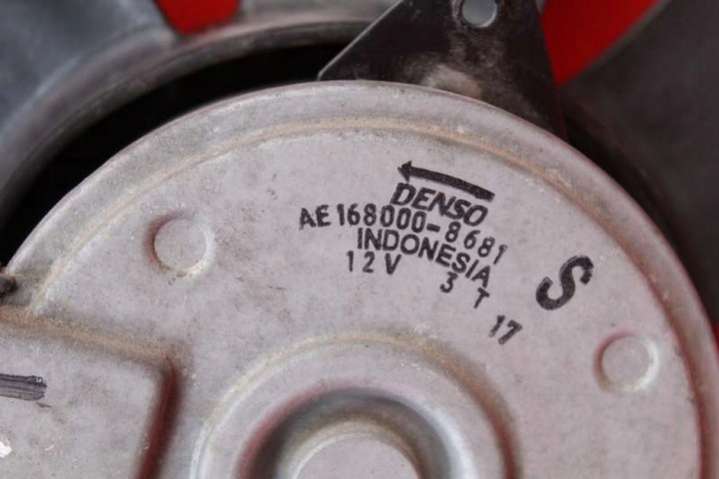 DENSO
AE168000-8681
INDONESIA
12V 3 T
17
S